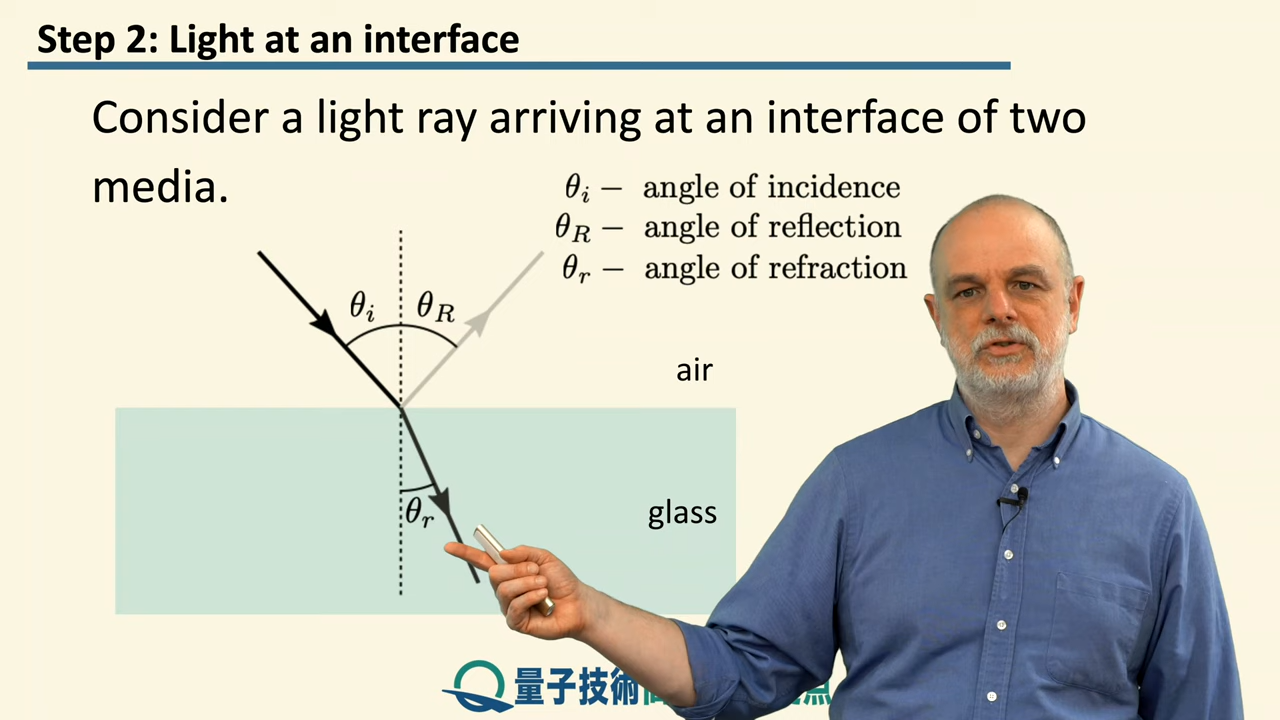 Step 2: Light at an interface
Consider a light ray arriving at an interface of two
media.
θi − angle of incidence
θR − angle of reflection
θr − angle of refraction
θi θR
air
θr
glass
量子技術